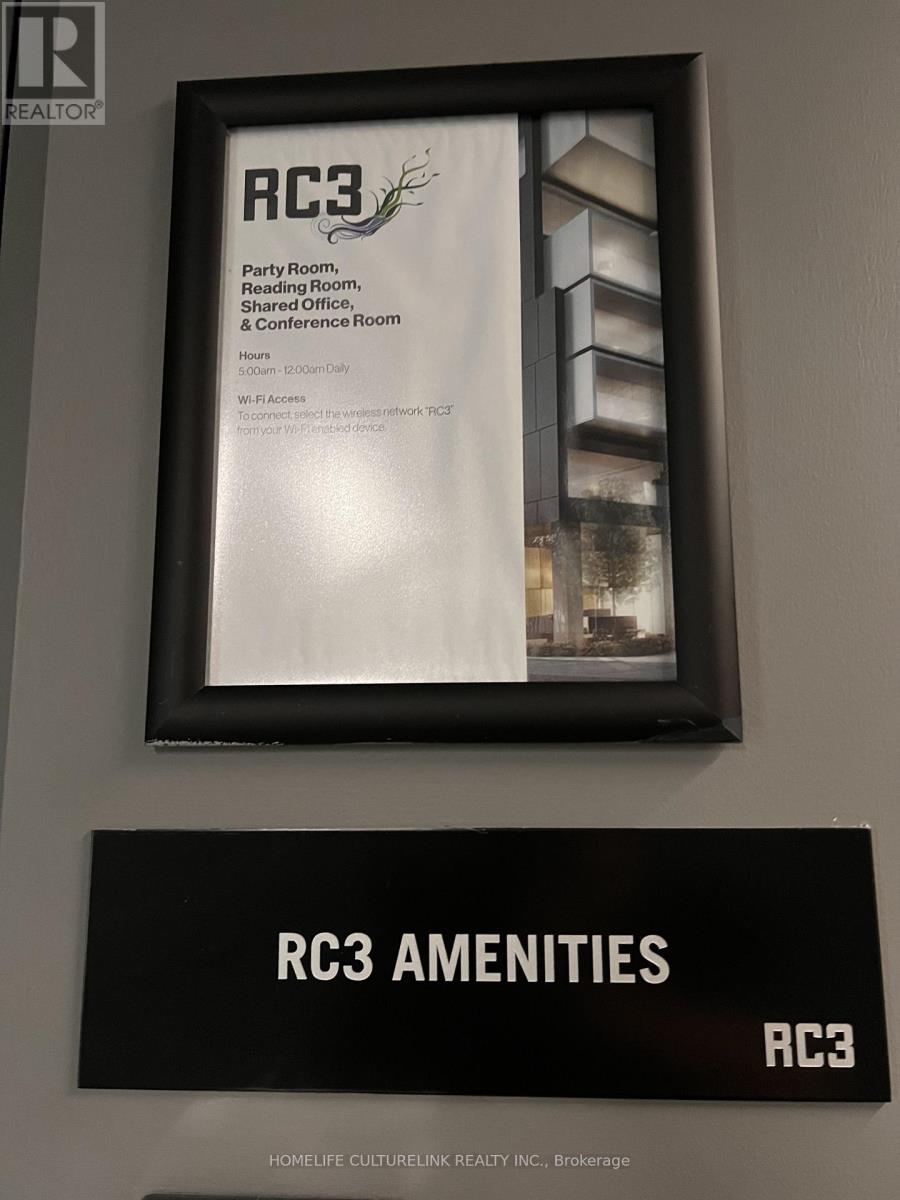 REALTOR®
RC3
Party Room,
Reading Room,
Shared Office,
& Conference Room
Hours
5:00am - 12:00am Daily
Wi-Fi Access
To connect, select the wireless network "RC3"
from your Wi-Fi enabled device.
RC3 AMENITIES
RC3
HOMELIFE CULTURELINK REALTY INC., Brokerage